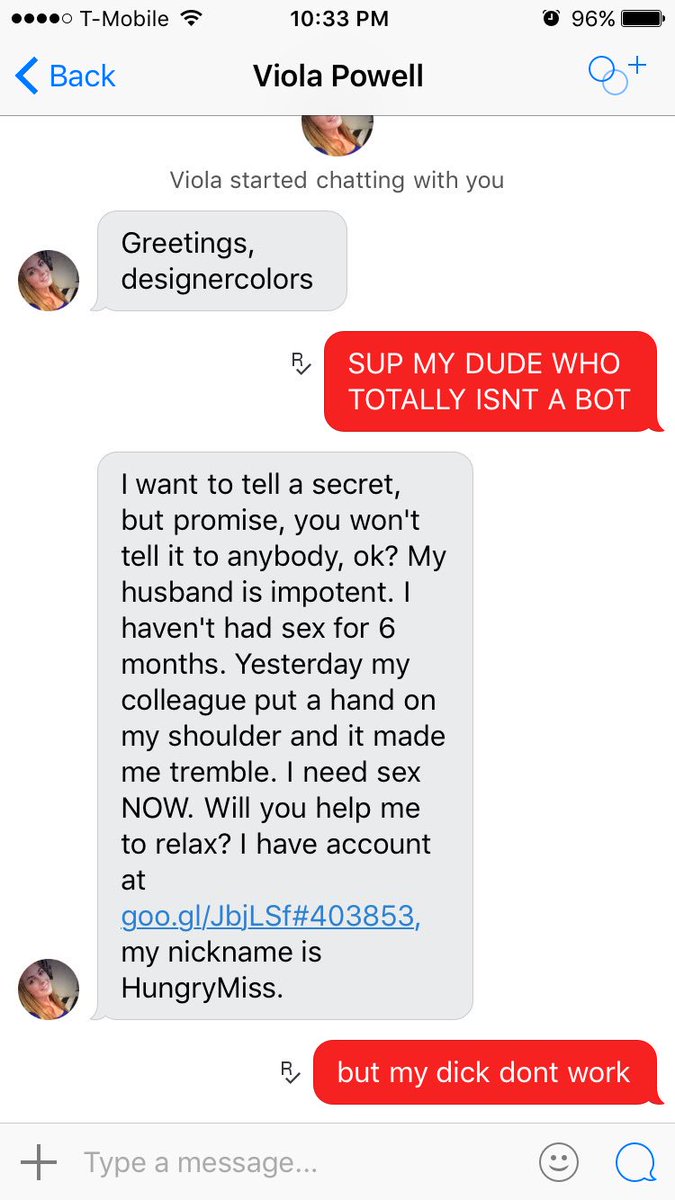 T-Mobile 10:33 PM 96%
Back Viola Powell
Viola started chatting with you
Greetings,
designercolors
R
SUP MY DUDE WHO
TOTALLY ISNT A BOT
I want to tell a secret,
but promise, you won't
tell it to anybody, ok? My
husband is impotent. I
haven't had sex for 6
months. Yesterday my
colleague put a hand on
my shoulder and it made
me tremble. I need sex
NOW. Will you help me
to relax? I have account
at
goo.gl/JbjLSf#403853,
my nickname is
HungryMiss.
R
but my dick dont work
Type a message...